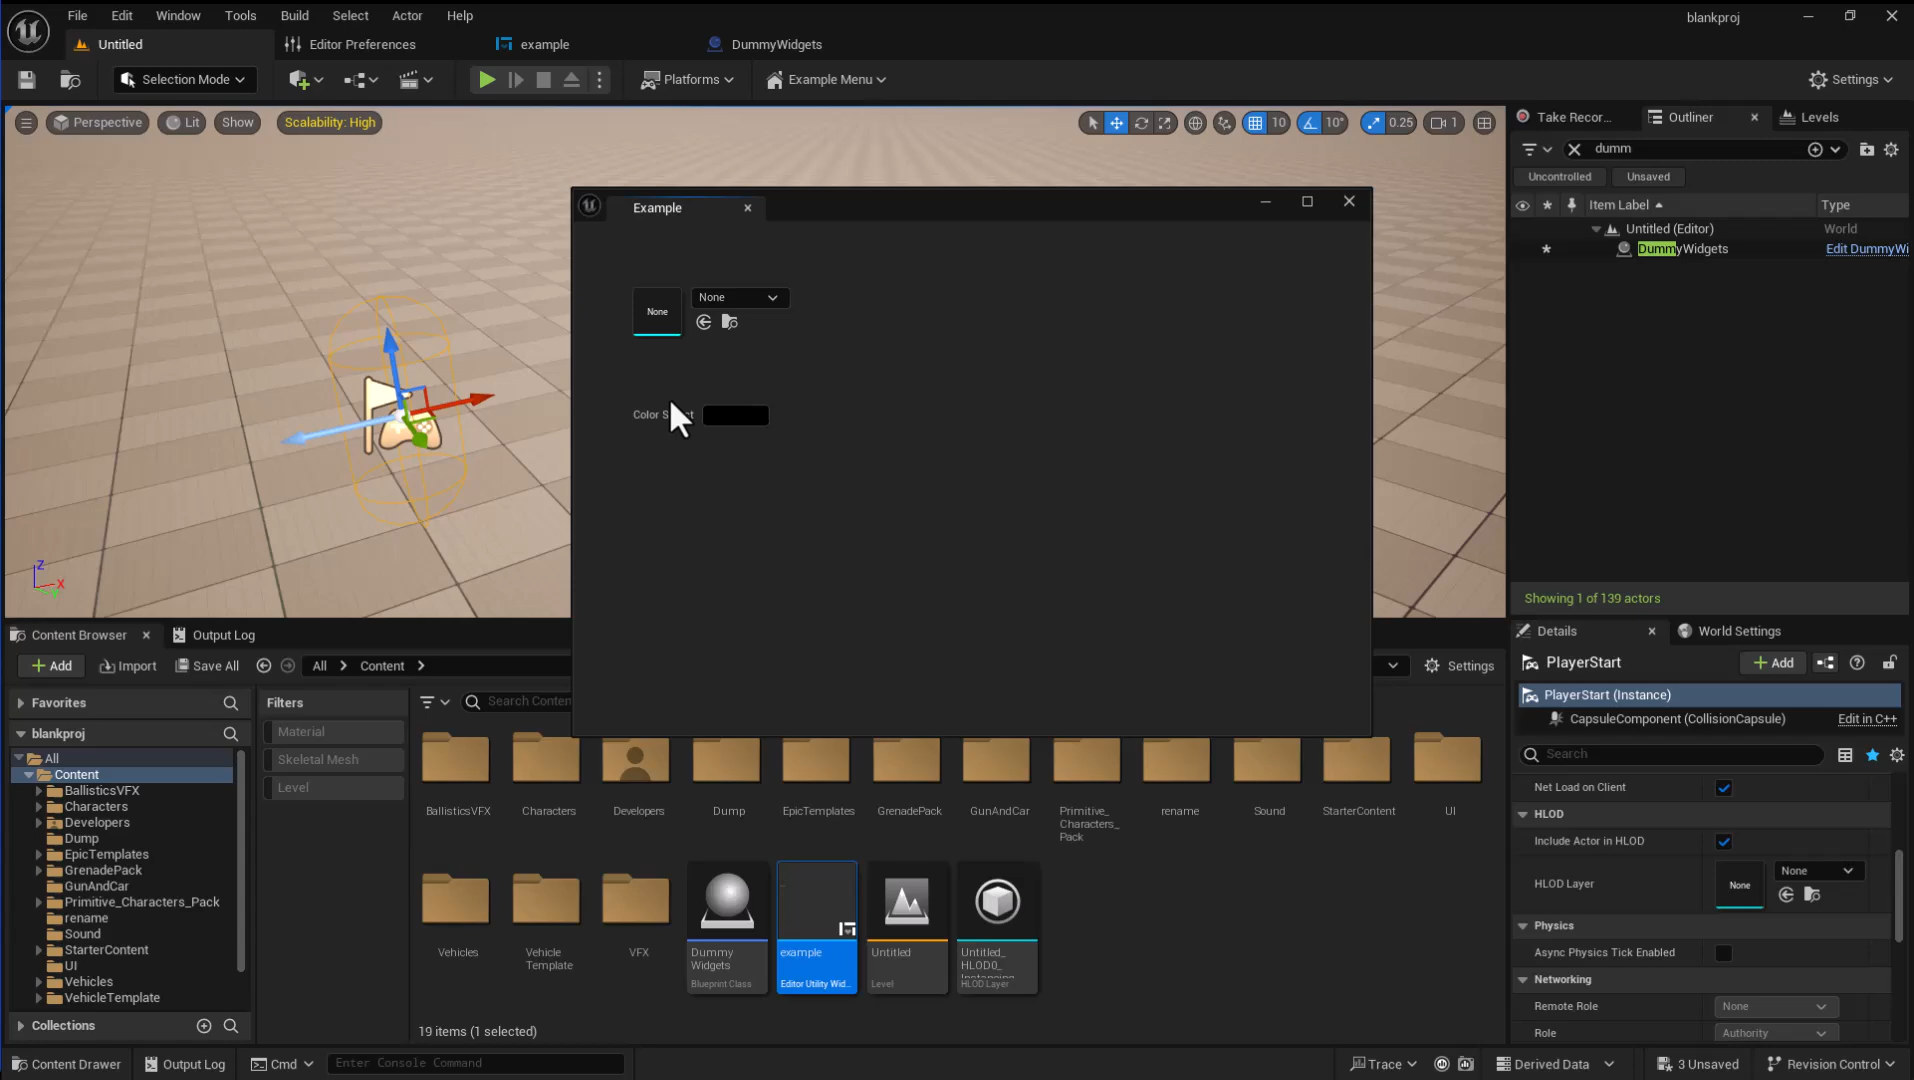 File Edit Window Tools Build Select Actor Help
blankproj
Untitled
Editor Preferences
example
DummyWidgets
Selection Mode
Platforms
Example Menu
Settings
Perspective
Lit
Show
Scalability: High
10
10°
0.25
1
Take Recor...
Outliner
Levels
dumm
Uncontrolled
Unsaved
Item Label
Type
Untitled (Editor)
World
DummyWidgets
Edit DummyWi
Example
None
None
Color S ct
Z
X
Y
Showing 1 of 139 actors
Content Browser
Output Log
Details
World Settings
Add
Import
Save All
All
Content
Settings
PlayerStart
Add
PlayerStart (Instance)
CapsuleComponent (CollisionCapsule)
Edit in C++
Search
Favorites
Filters
Search Conten
blankproj
Material
Skeletal Mesh
Level
All
Content
BallisticsVFX
Characters
Developers
Dump
EpicTemplates
GrenadePack
GunAndCar
Primitive_Characters_Pack
rename
Sound
StarterContent
UI
Vehicles
VehicleTemplate
Collections
BallisticsVFX
Characters
Developers
Dump
EpicTemplates
GrenadePack
GunAndCar
Primitive_
Characters_
Pack
rename
Sound
StarterContent
UI
Vehicles
Vehicle
Template
VFX
Dummy
Widgets
Blueprint Class
example
Editor Utility Wid...
Untitled
Level
Untitled_
HLOD0_
Instancing
HLOD Layer
19 items (1 selected)
Net Load on Client
HLOD
Include Actor in HLOD
HLOD Layer
None
None
Physics
Async Physics Tick Enabled
Networking
Remote Role
None
Role
Authority
Content Drawer
Output Log
Cmd
Enter Console Command
Trace
Derived Data
3 Unsaved
Revision Control